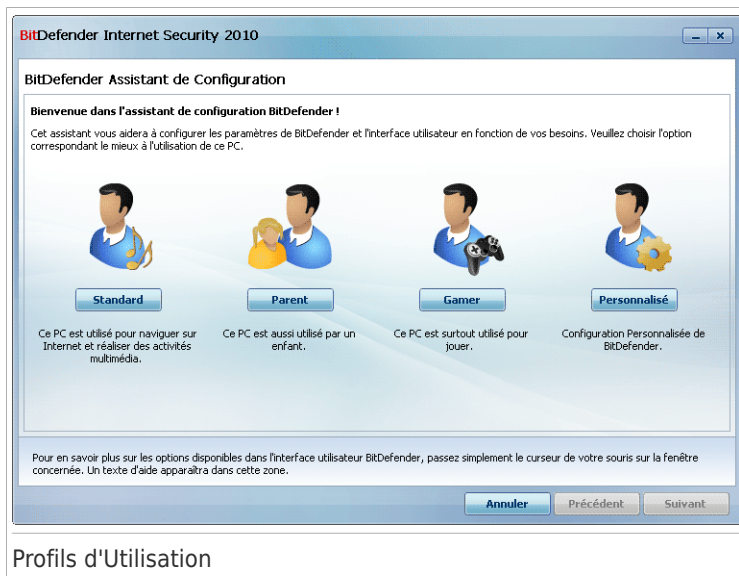 BitDefender Internet Security 2010
BitDefender Assistant de Configuration
Bienvenue dans l'assistant de configuration BitDefender !
Cet assistant vous aidera à configurer les paramètres de BitDefender et l'interface utilisateur en fonction de vos besoins. Veuillez choisir l'option
correspondant le mieux à l'utilisation de ce PC.
Standard
Parent
Gamer
Personnalisé
Ce PC est utilisé pour naviguer sur
Internet et réaliser des activités
multimédia.
Ce PC est aussi utilisé par un
enfant.
Ce PC est surtout utilisé pour
jouer.
Configuration Personnalisée de
BitDefender.
Pour en savoir plus sur les options disponibles dans l'interface utilisateur BitDefender, passez simplement le curseur de votre souris sur la fenêtre
concernée. Un texte d'aide apparaîtra dans cette zone.
Annuler
Précédent
Suivant
Profils d'Utilisation